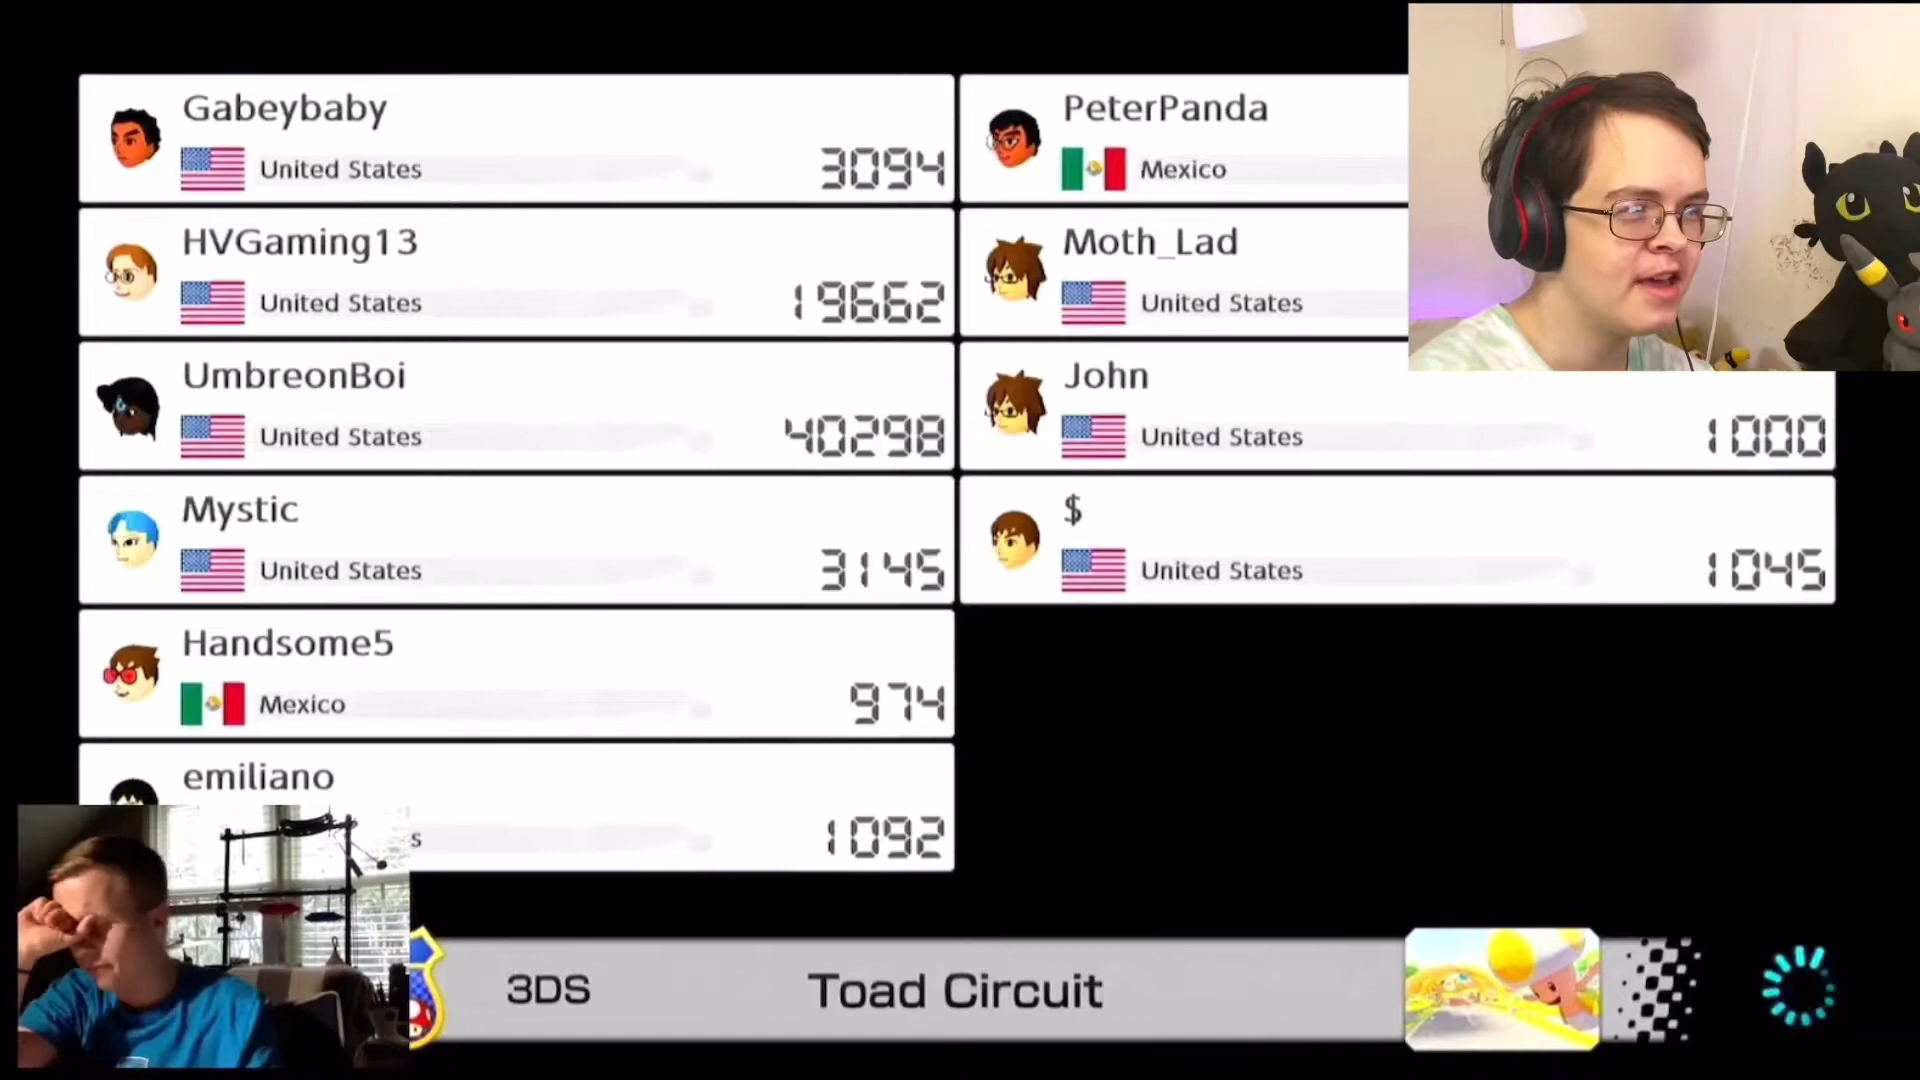 Gabeybaby
United States 3094
HVGaming13
United States 19662
UmbreonBoi
United States 40298
Mystic
United States 3145
Handsome5
Mexico 974
emiliano
s 1092
PeterPanda
Mexico
Moth_Lad
United States
John
United States 1000
$
United States 1045
3DS Toad Circuit